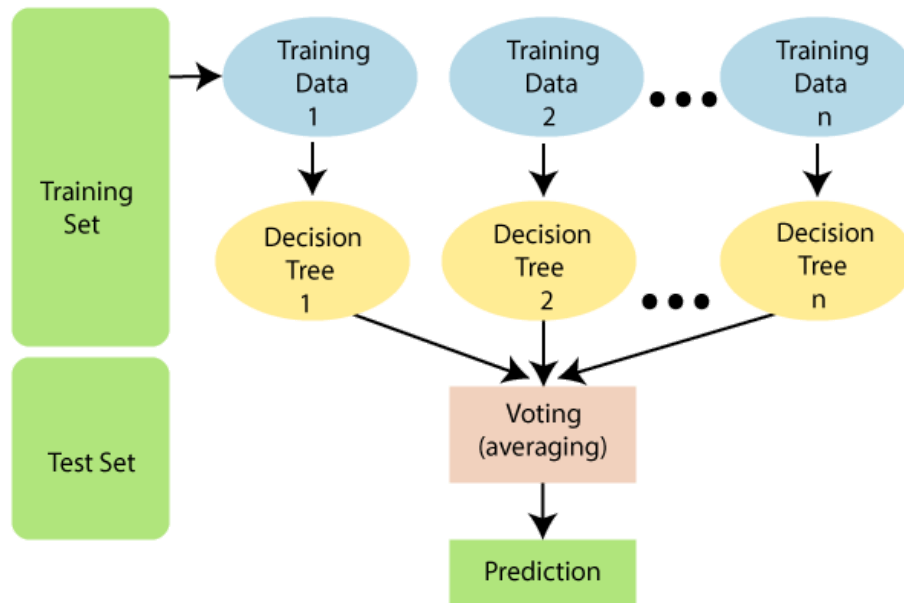 Training
Set
Test Set
Training
Data
1
Training
Data
2
Training
Data
n
Decision
Tree
1
Decision
Tree
2
Decision
Tree
n
Voting
(averaging)
Prediction